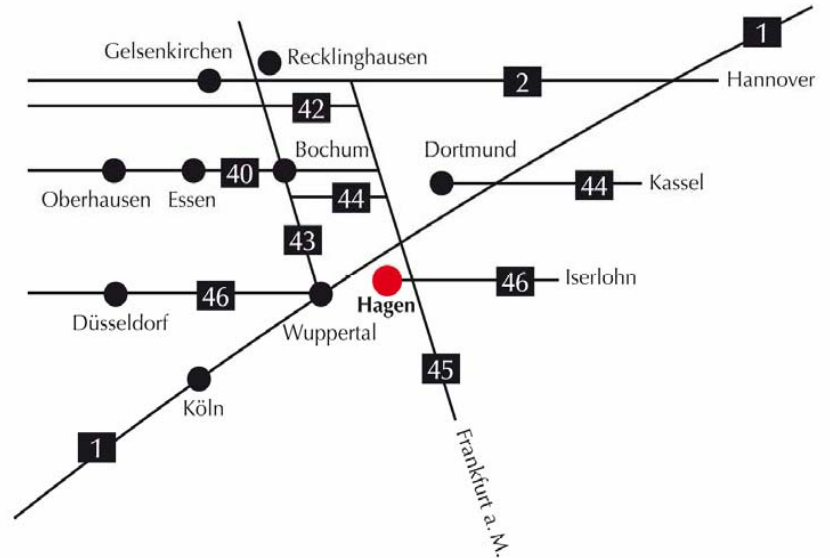 1
Gelsenkirchen
Recklinghausen
2
Hannover
42
Bochum
Dortmund
40
Oberhausen
Essen
44
44
Kassel
43
46
Iserlohn
46
Hagen
Düsseldorf
Wuppertal
45
Köln
1
Frankfurt a. M.